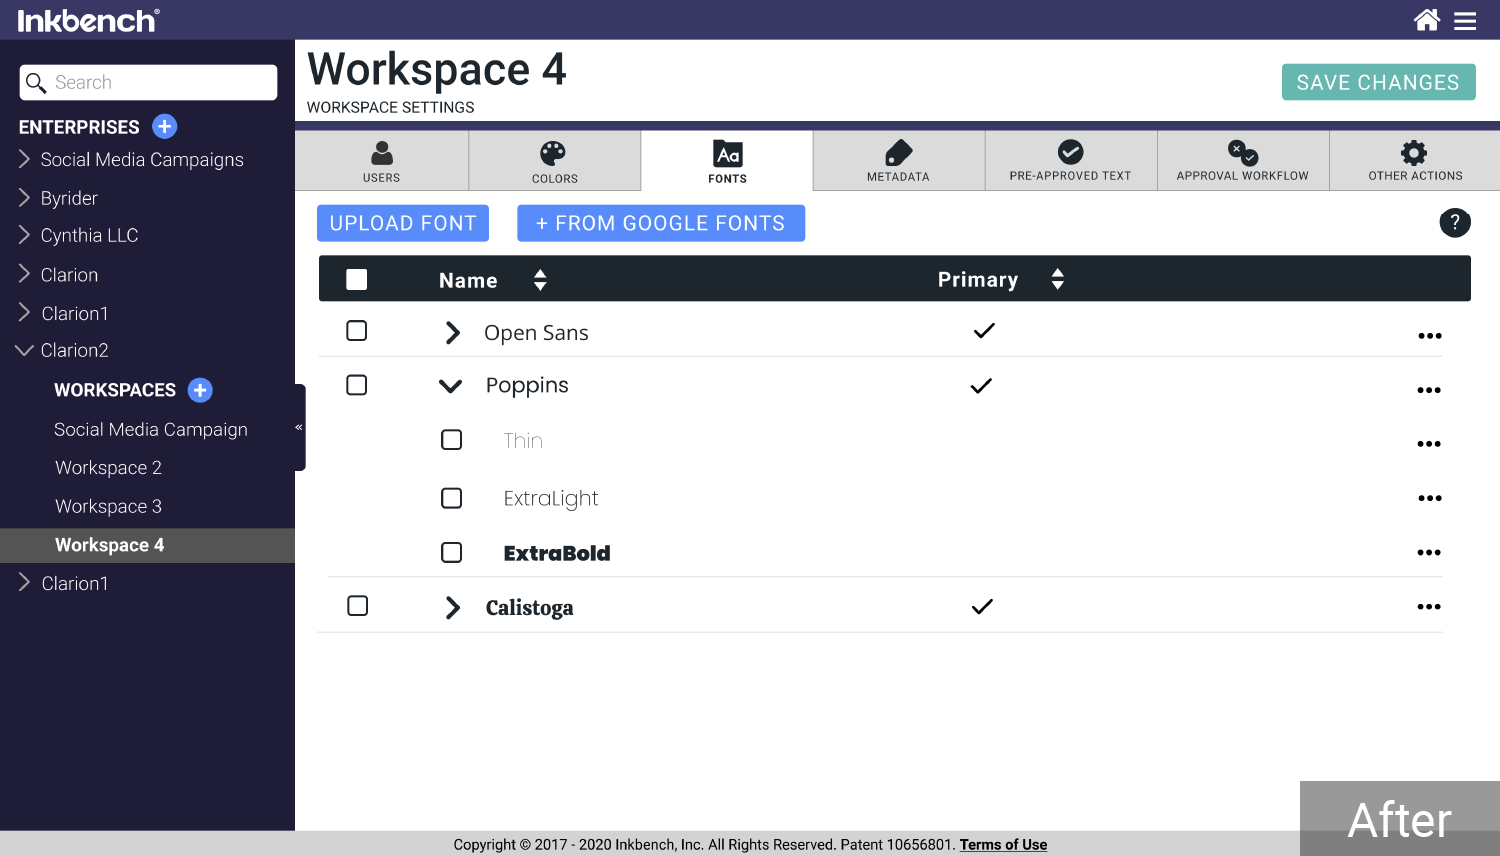 Inkbench®
Search
ENTERPRISES +
Social Media Campaigns
Byrider
Cynthia LLC
Clarion
Clarion1
Clarion2
WORKSPACES +
Social Media Campaign
Workspace 2
Workspace 3
Workspace 4
Clarion1
«
Workspace 4
WORKSPACE SETTINGS
SAVE CHANGES
USERS
COLORS
Aa
FONTS
METADATA
PRE-APPROVED TEXT
APPROVAL WORKFLOW
OTHER ACTIONS
UPLOAD FONT
+ FROM GOOGLE FONTS
?
Name Primary
Open Sans
Poppins
Thin
ExtraLight
ExtraBold
Calistoga
After
Copyright © 2017 - 2020 Inkbench, Inc. All Rights Reserved. Patent 10656801. Terms of Use